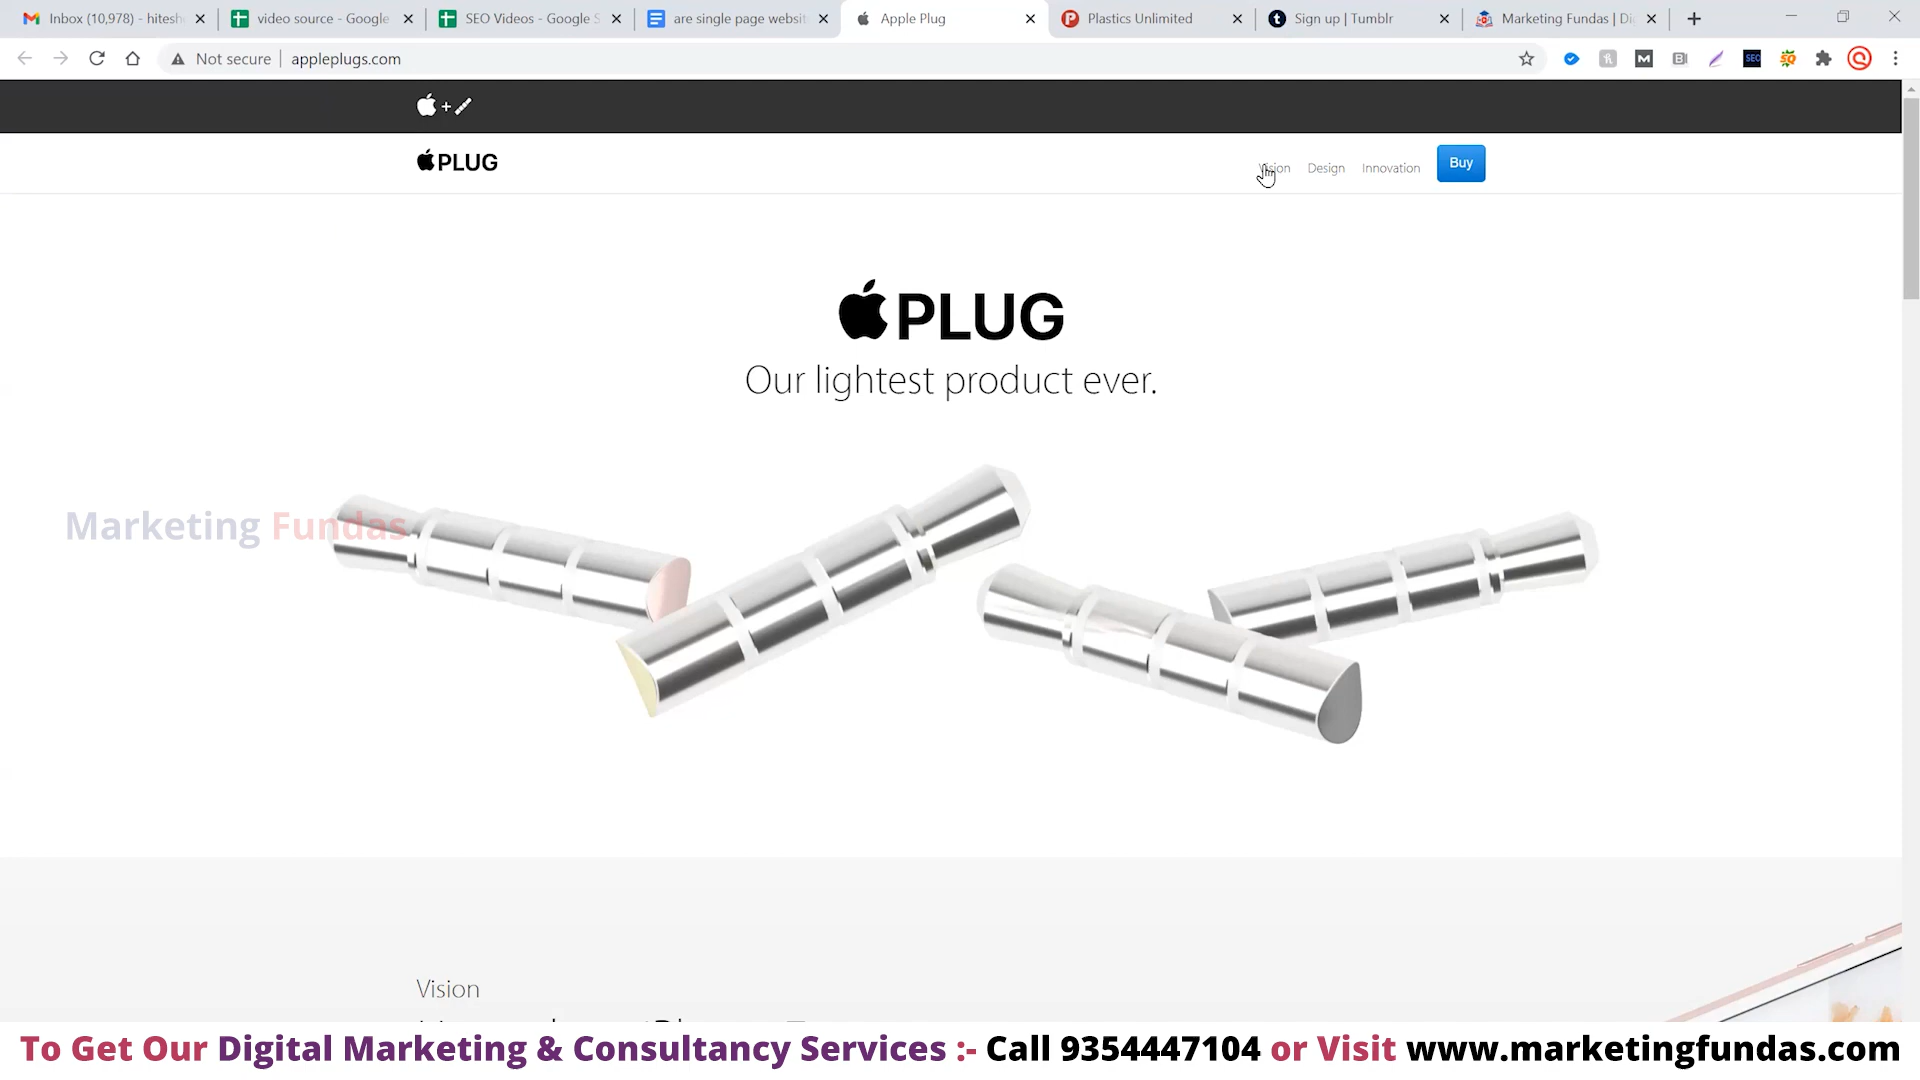 Inbox (10,978) - hitesh
video source - Google
SEO Videos - Google S
are single page websit
Apple Plug
Plastics Unlimited
Sign up | Tumblr
Marketing Fundas | Di
Not secure
appleplugs.com
SEO
+
PLUG
Vision
Design
Innovation
Buy
PLUG
Our lightest product ever.
Marketing Fundas
Vision
To Get Our Digital Marketing & Consultancy Services :- Call 9354447104 or Visit www.marketingfundas.com